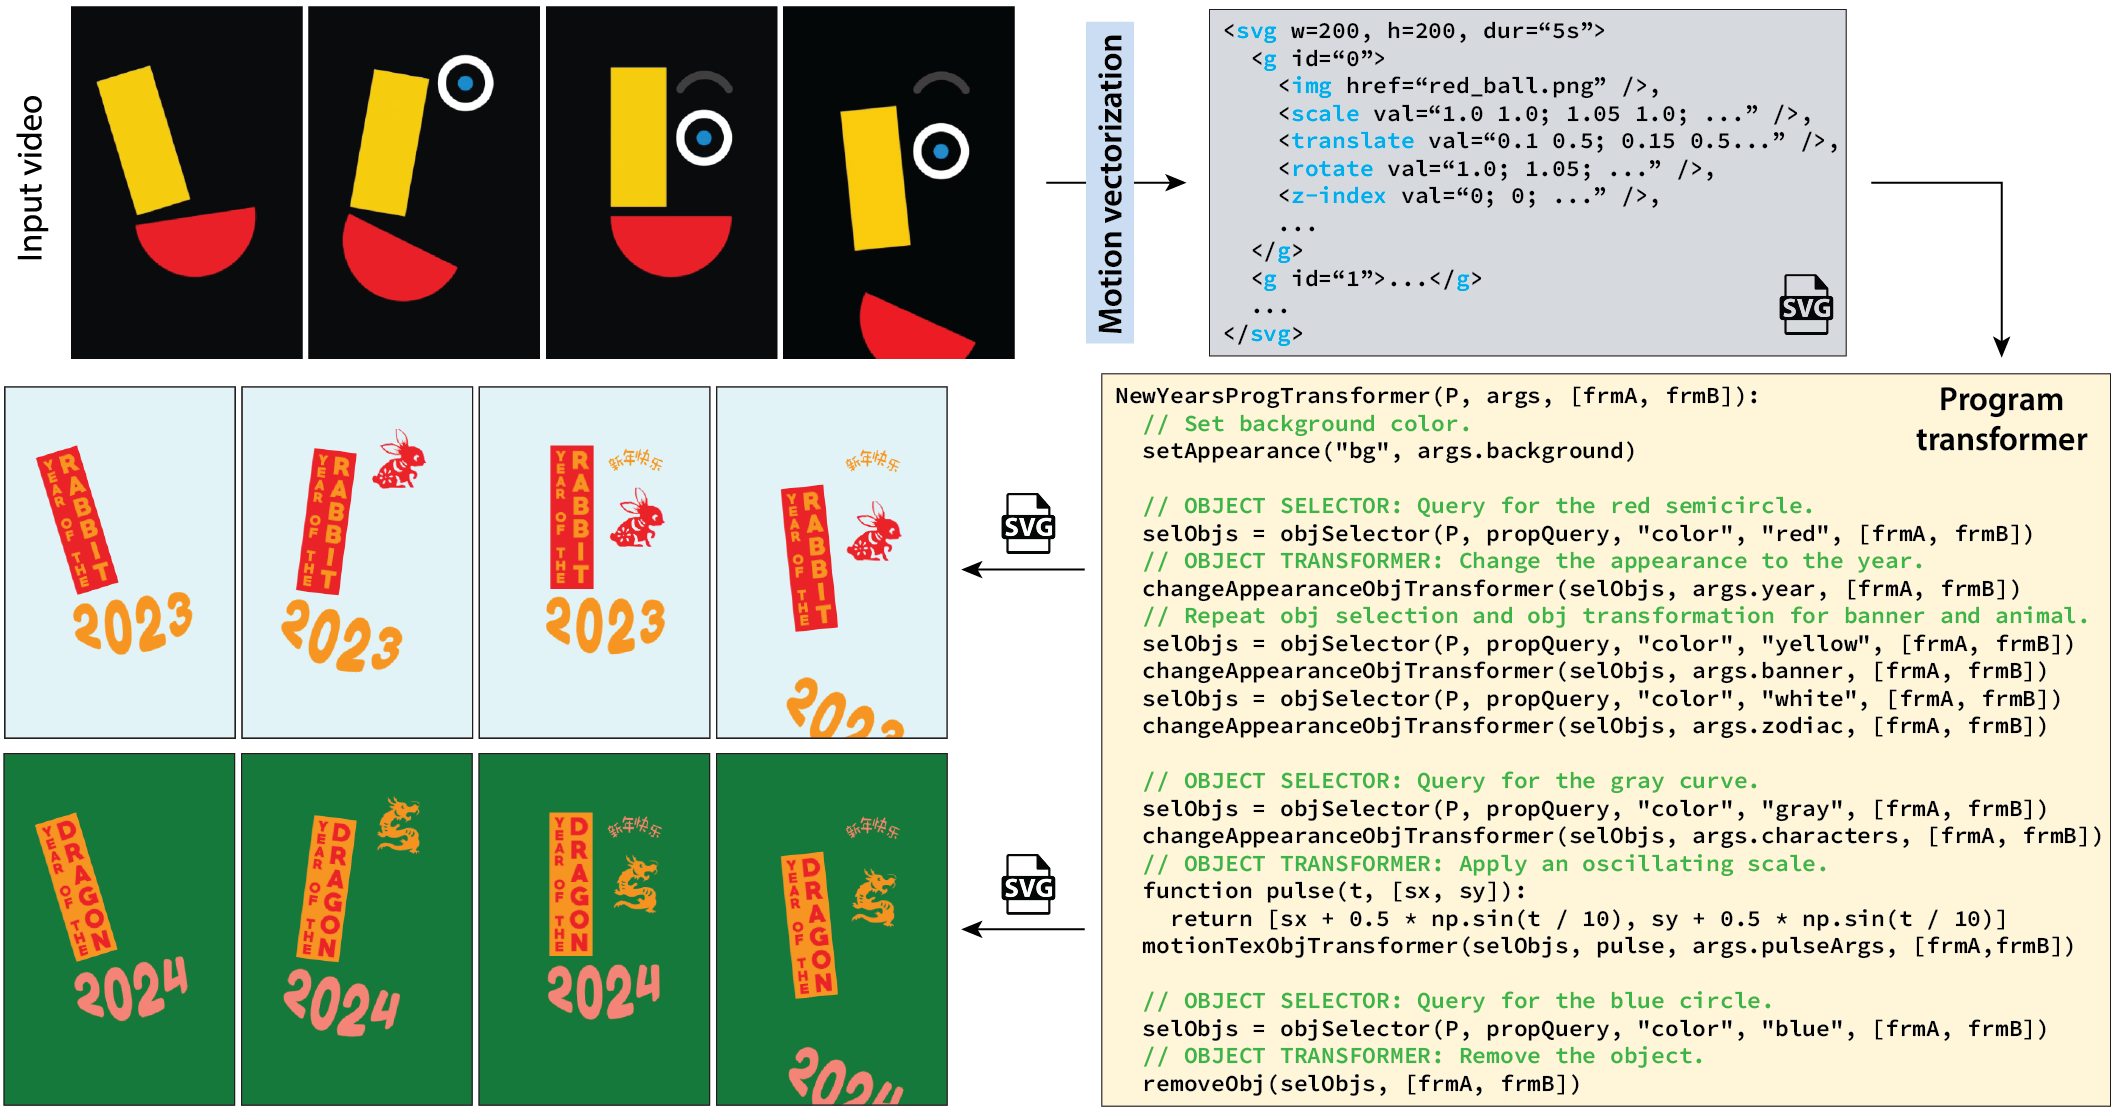 Input video
Motion vectorization
<svg w=200, h=200, dur=“5s”>
<g id=“0”>
<img href=“red_ball.png” />,
<scale val=“1.0 1.0; 1.05 1.0; ...” />,
<translate val=“0.1 0.5; 0.15 0.5...” />,
<rotate val=“1.0; 1.05; ...” />,
<z-index val=“0; 0; ...” />,
...
</g>
<g id=“1”>...</g>
...
</svg>
SVG
Program
transformer
NewYearsProgTransformer(P, args, [frmA, frmB]):
// Set background color.
setAppearance("bg", args.background)
// OBJECT SELECTOR: Query for the red semicircle.
selObjs = objSelector(P, propQuery, "color", "red", [frmA, frmB])
// OBJECT TRANSFORMER: Change the appearance to the year.
changeAppearanceObjTransformer(selObjs, args.year, [frmA, frmB])
// Repeat obj selection and obj transformation for banner and animal.
selObjs = objSelector(P, propQuery, "color", "yellow", [frmA, frmB])
changeAppearanceObjTransformer(selObjs, args.banner, [frmA, frmB])
selObjs = objSelector(P, propQuery, "color", "white", [frmA, frmB])
changeAppearanceObjTransformer(selObjs, args.zodiac, [frmA, frmB])
// OBJECT SELECTOR: Query for the gray curve.
selObjs = objSelector(P, propQuery, "color", "gray", [frmA, frmB])
changeAppearanceObjTransformer(selObjs, args.characters, [frmA, frmB])
// OBJECT TRANSFORMER: Apply an oscillating scale.
function pulse(t, [sx, sy]):
return [sx + 0.5 * np.sin(t / 10), sy + 0.5 * np.sin(t / 10)]
motionTexObjTransformer(selObjs, pulse, args.pulseArgs, [frmA,frmB])
// OBJECT SELECTOR: Query for the blue circle.
selObjs = objSelector(P, propQuery, "color", "blue", [frmA, frmB])
// OBJECT TRANSFORMER: Remove the object.
removeObj(selObjs, [frmA, frmB])
SVG
SVG
YEAR OF THE
RABBIT
2023
YEAR OF THE
RABBIT
2023
YEAR OF THE
RABBIT
新年快乐
2023
YEAR OF THE
RABBIT
新年快乐
2023
YEAR OF THE
DRAGON
2024
YEAR OF THE
DRAGON
2024
YEAR OF THE
DRAGON
新年快乐
2024
YEAR OF THE
DRAGON
新年快乐
2024